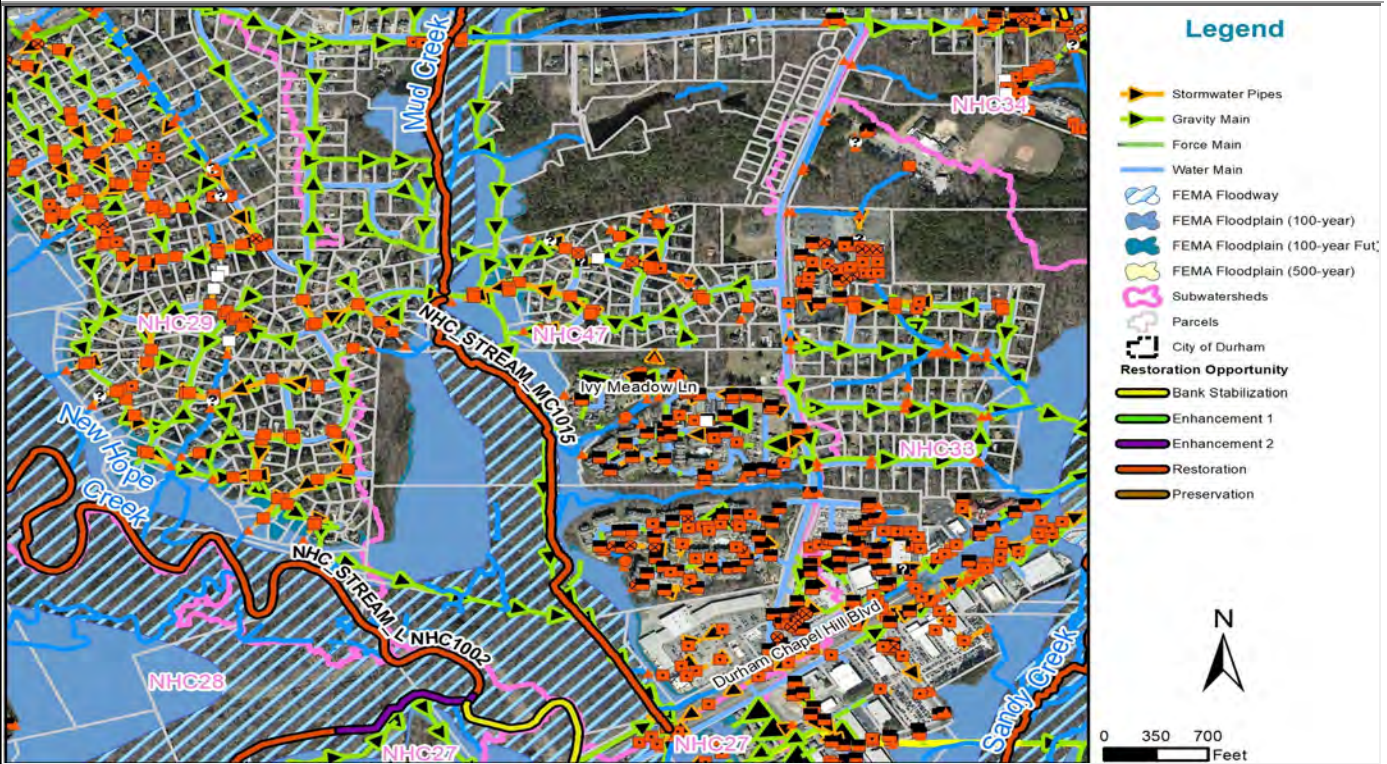 Mud Creek
NHC34
NHC29
NHC47
NHC_STREAM_MC1015
Ivy Meadow Ln
NHC33
New Hope
Creek
NHC_STREAM_L NHC1002
Durham Chapel Hill Blvd
Sandy Creek
NHC28
NHC27
NHC27
?
?
?
?
?
?
?
?
?
Legend
Stormwater Pipes
Gravity Main
Force Main
Water Main
FEMA Floodway
FEMA Floodplain (100-year)
FEMA Floodplain (100-year Fut
FEMA Floodplain (500-year)
Subwatersheds
Parcels
City of Durham
Restoration Opportunity
Bank Stabilization
Enhancement 1
Enhancement 2
Restoration
Preservation
N
0 350 700
Feet